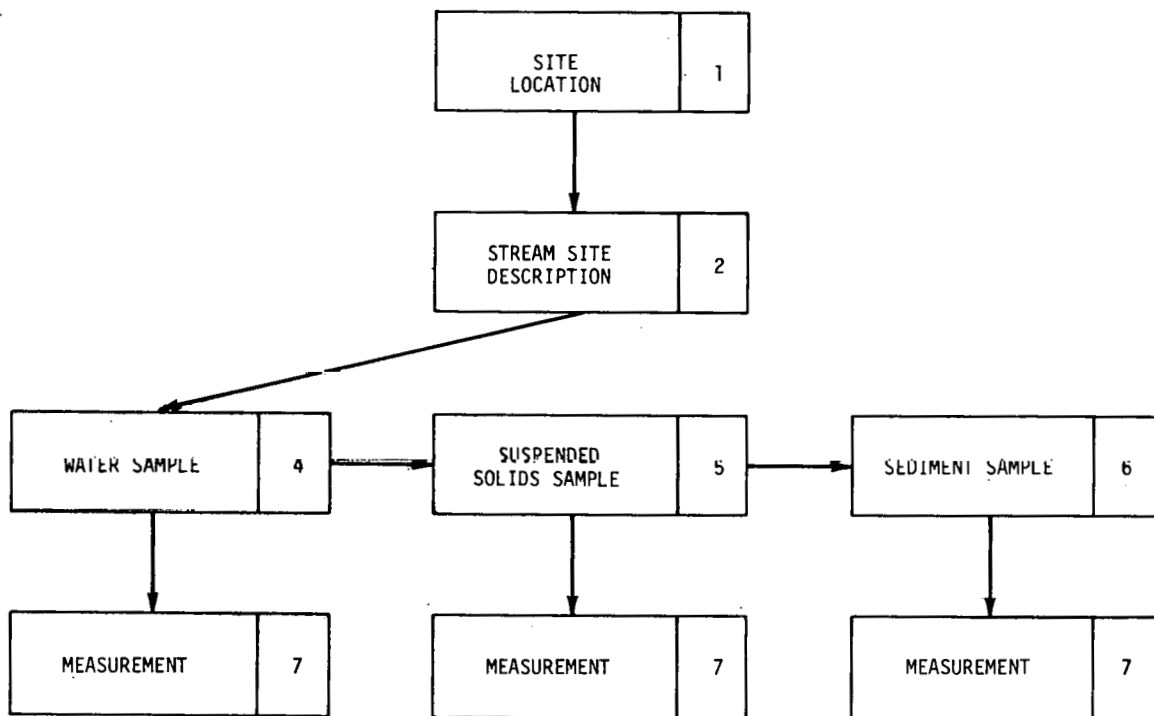 SITE
LOCATION
1
STREAM SITE
DESCRIPTION
2
WATER SAMPLE
4
SUSPENDED
SOLIDS SAMPLE
5
SEDIMENT SAMPLE
6
MEASUREMENT
7
MEASUREMENT
7
MEASUREMENT
7